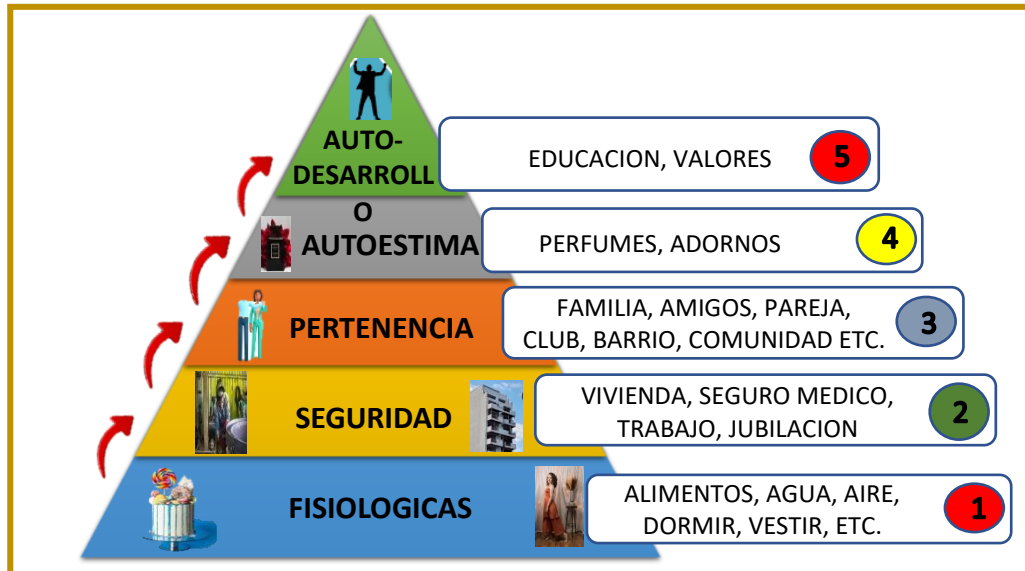 AUTO-
DESARROLL
O
EDUCACION, VALORES
5
AUTOESTIMA
PERFUMES, ADORNOS
4
PERTENENCIA
FAMILIA, AMIGOS, PAREJA,
CLUB, BARRIO, COMUNIDAD ETC.
3
SEGURIDAD
VIVIENDA, SEGURO MEDICO,
TRABAJO, JUBILACION
2
FISIOLOGICAS
ALIMENTOS, AGUA, AIRE,
DORMIR, VESTIR, ETC.
1